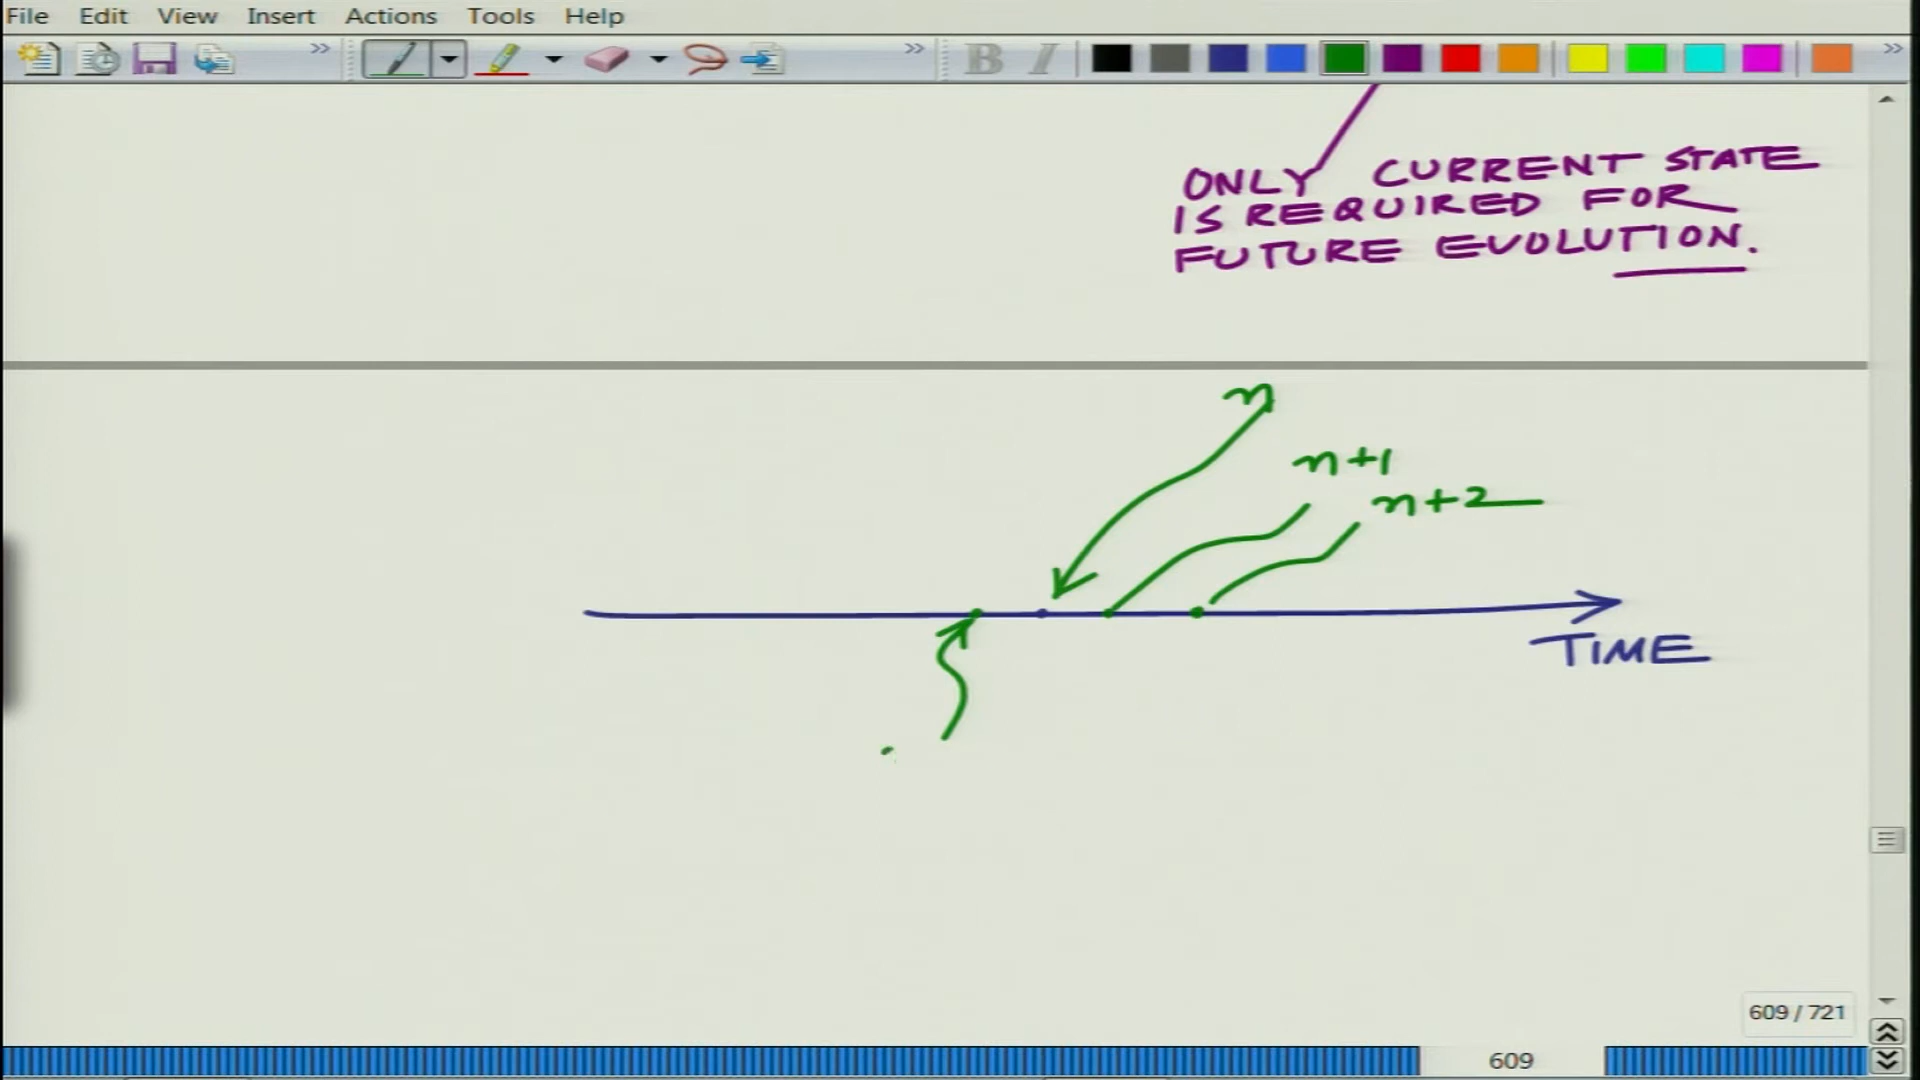 File Edit View Insert Actions Tools Help
B I
ONLY CURRENT STATE
IS REQUIRED FOR
FUTURE EVOLUTION.
n
n+1
n+2
TIME
609 / 721
609